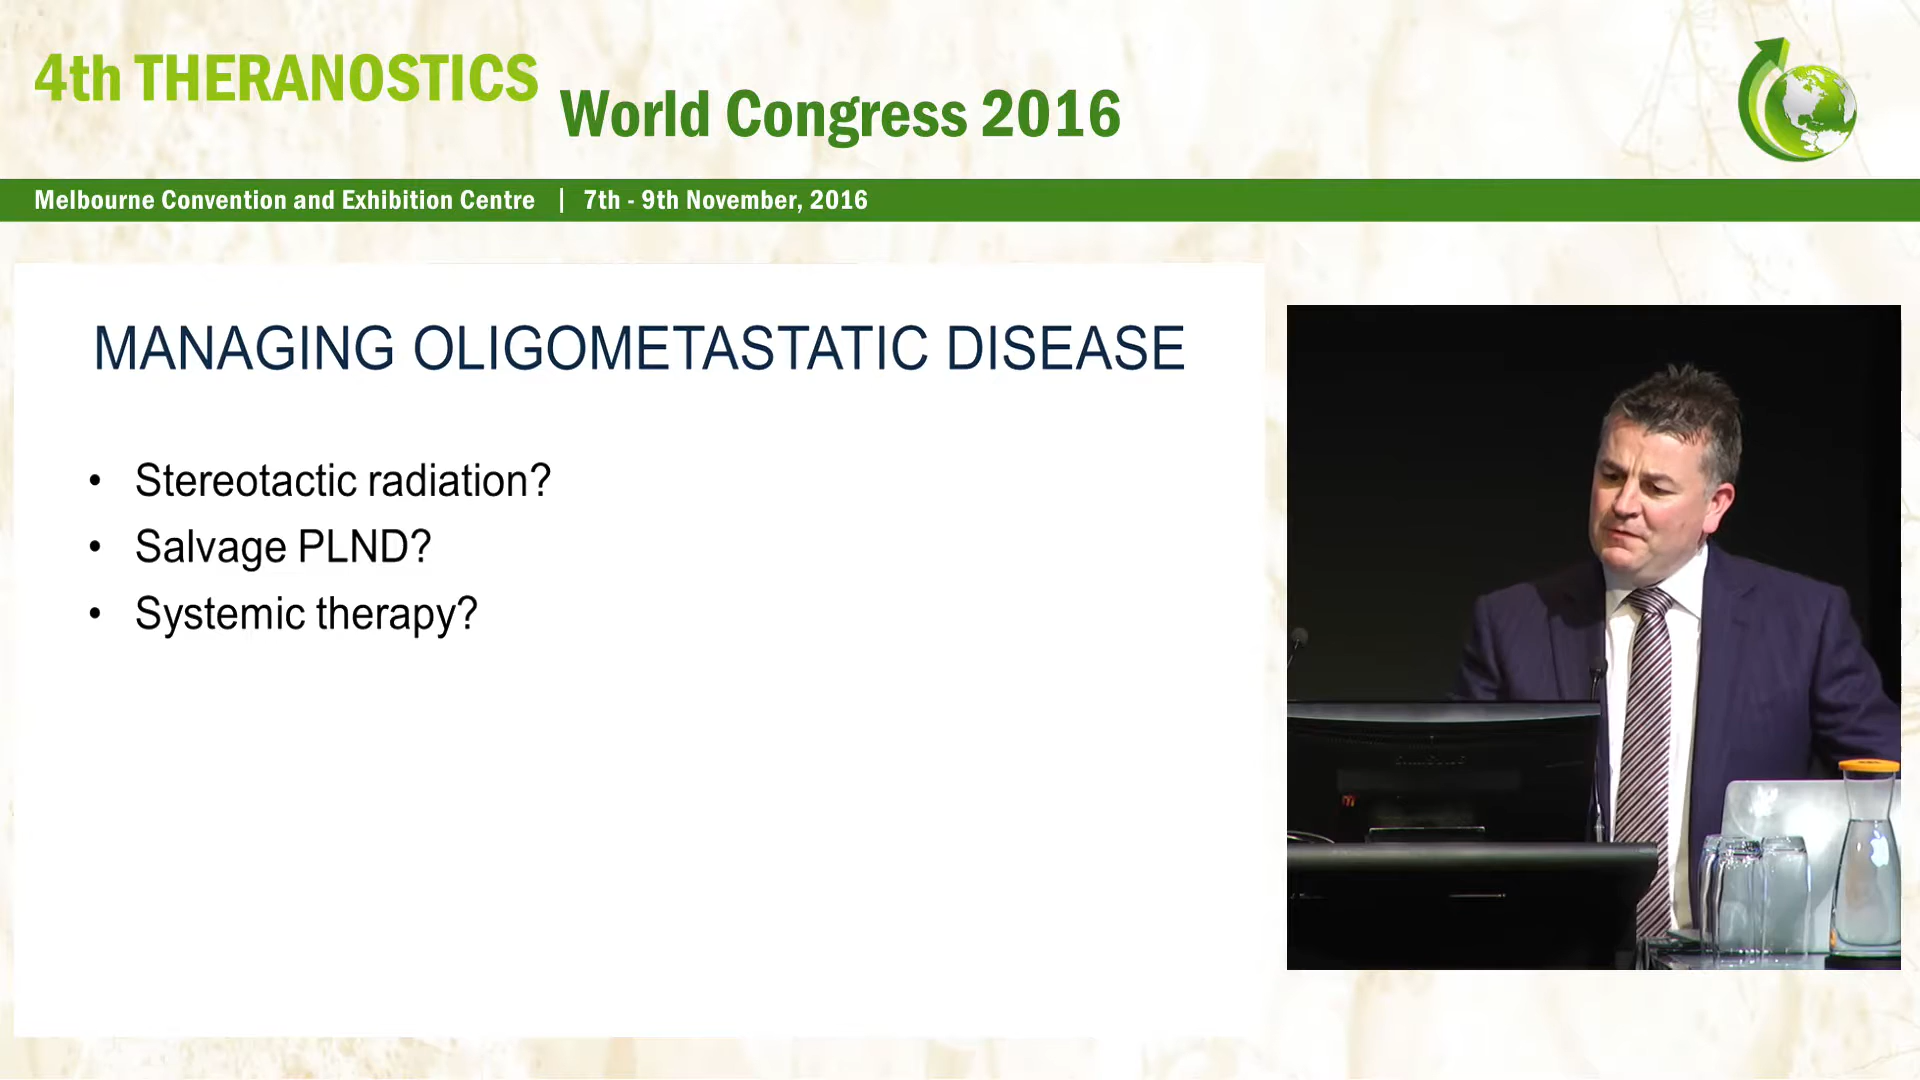 4th THERANOSTICS
World Congress 2016
Melbourne Convention and Exhibition Centre | 7th - 9th November, 2016
MANAGING OLIGOMETASTATIC DISEASE
• Stereotactic radiation?
• Salvage PLND?
• Systemic therapy?
SAMSUNG